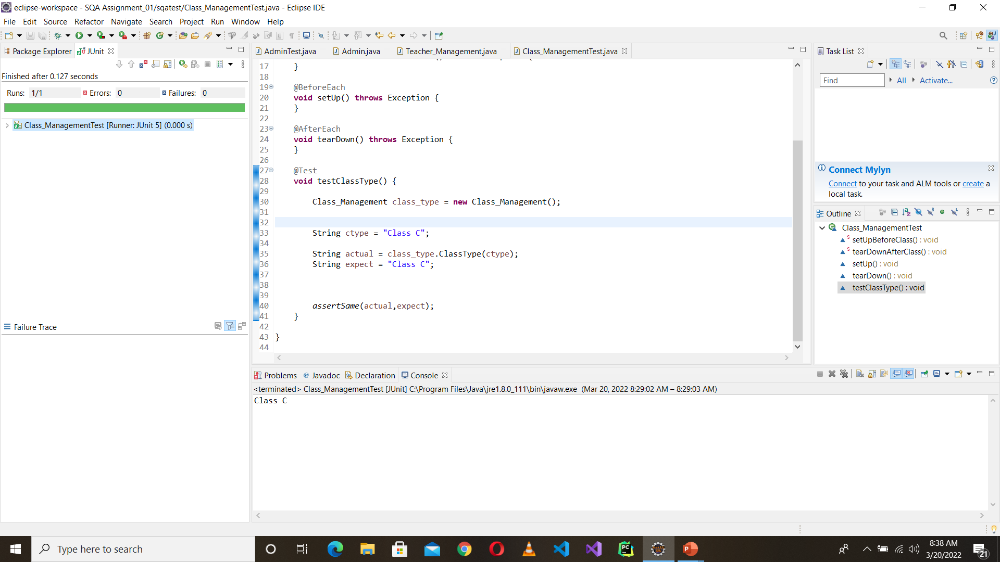 eclipse-workspace - SQA Assignment_01/sqatest/Class_ManagementTest.java - Eclipse IDE
File Edit Source Refactor Navigate Search Project Run Window Help
Package Explorer JUnit
Finished after 0.127 seconds
Runs: 1/1 Errors: 0 Failures: 0
Class_ManagementTest [Runner: JUnit 5] (0.000 s)
Failure Trace
AdminTest.java Admin.java Teacher_Management.java Class_ManagementTest.java
17 }
18
19 @BeforeEach
20 void setUp() throws Exception {
21 }
22
23 @AfterEach
24 void tearDown() throws Exception {
25 }
26
27 @Test
28 void testClassType() {
29
30 Class_Management class_type = new Class_Management();
31
32
33 String ctype = "Class C";
34
35 String actual = class_type.ClassType(ctype);
36 String expect = "Class C";
37
38
39
40 assertSame(actual,expect);
41 }
42
43 }
44
Problems Javadoc Declaration Console
<terminated> Class_ManagementTest [JUnit] C:\Program Files\Java\jre1.8.0_111\bin\javaw.exe (Mar 20, 2022 8:29:02 AM – 8:29:03 AM)
Class C
Task List
Find All Activate...
Connect Mylyn
Connect to your task and ALM tools or create a
local task.
Outline
Class_ManagementTest
setUpBeforeClass() : void
tearDownAfterClass() : void
setUp() : void
tearDown() : void
testClassType() : void
Type here to search
8:38 AM
3/20/2022
21